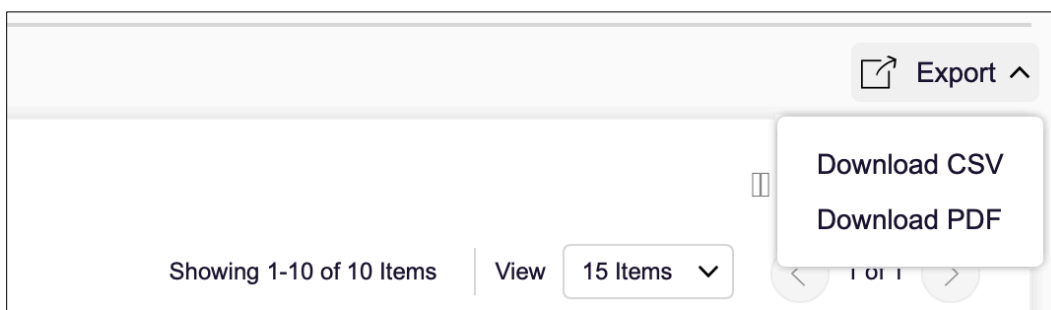 Export
Download CSV
Download PDF
Showing 1-10 of 10 Items View 15 Items 1 of 1